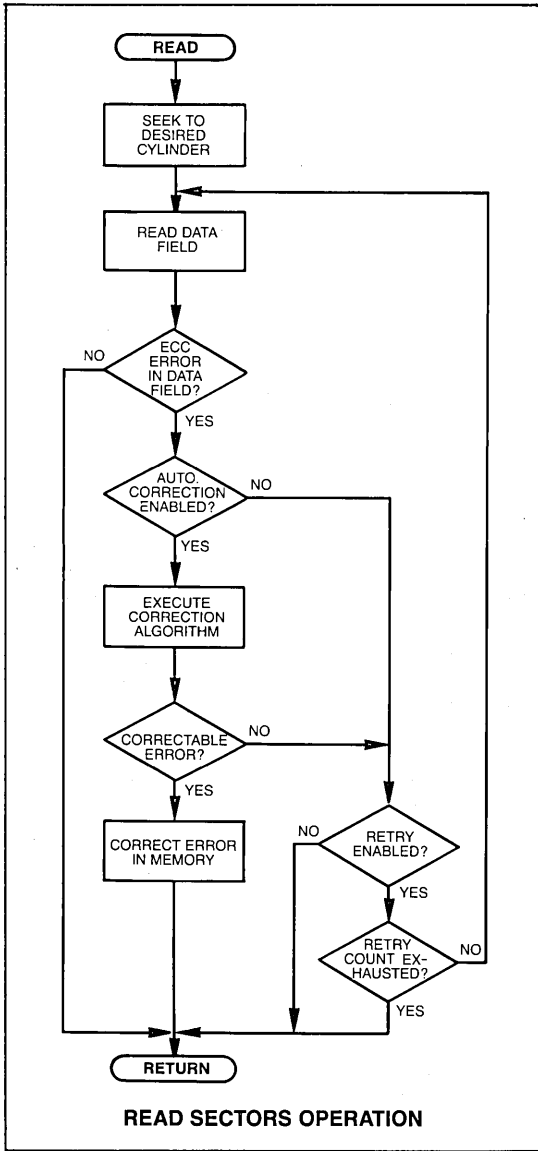 READ
SEEK TO
DESIRED
CYLINDER
READ DATA
FIELD
NO
ECC
ERROR
IN DATA
FIELD?
YES
AUTO.
CORRECTION
ENABLED?
NO
YES
EXECUTE
CORRECTION
ALGORITHM
CORRECTABLE
ERROR?
NO
YES
CORRECT ERROR
IN MEMORY
NO
RETRY
ENABLED?
YES
RETRY
COUNT EX-
HAUSTED?
NO
YES
RETURN
READ SECTORS OPERATION